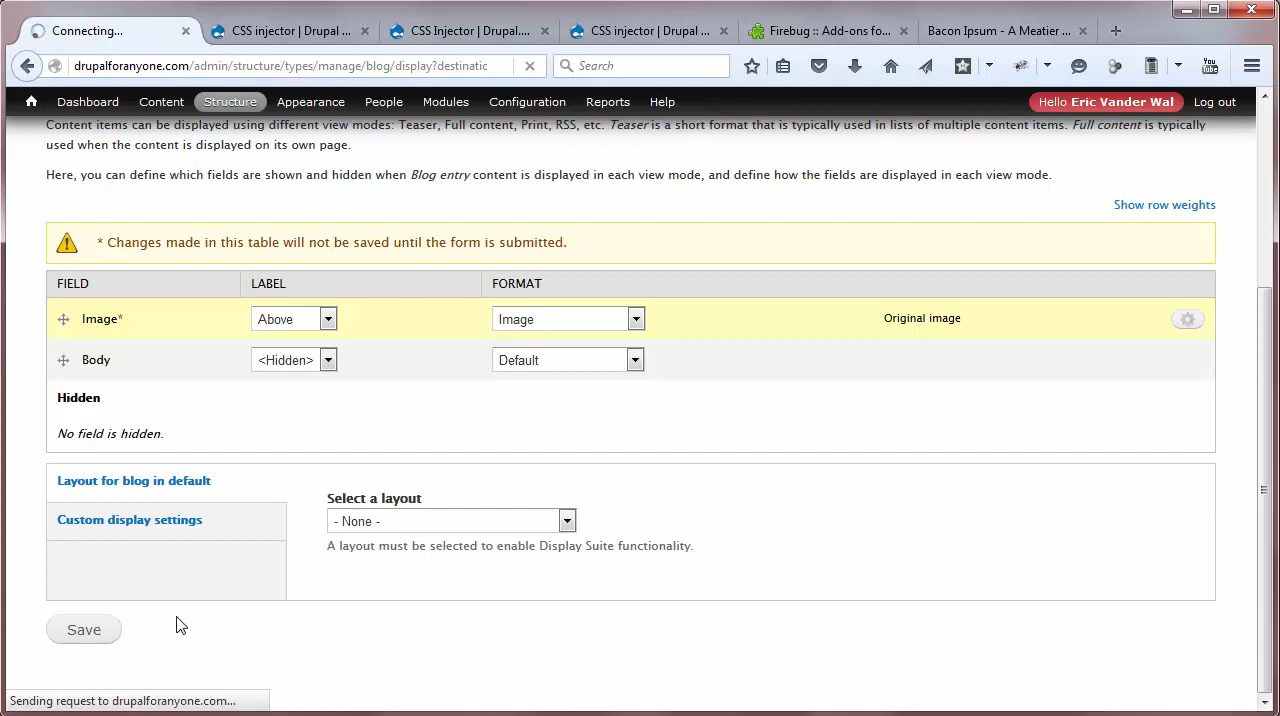 Connecting...
CSS injector | Drupal ...
CSS Injector | Drupal....
CSS injector | Drupal ...
Firebug :: Add-ons fo...
Bacon Ipsum - A Meatier ...
drupalforanyone.com/admin/structure/types/manage/blog/display?destinatic
Search
You Tube
Dashboard
Content
Structure
Appearance
People
Modules
Configuration
Reports
Help
Hello Eric Vander Wal
Log out
Content items can be displayed using different view modes: Teaser, Full content, Print, RSS, etc. Teaser is a short format that is typically used in lists of multiple content items. Full content is typically
used when the content is displayed on its own page.
Here, you can define which fields are shown and hidden when Blog entry content is displayed in each view mode, and define how the fields are displayed in each view mode.
Show row weights
* Changes made in this table will not be saved until the form is submitted.
FIELD LABEL FORMAT
Image* Above Image Original image
Body <Hidden> Default
Hidden
No field is hidden.
Layout for blog in default
Custom display settings
Select a layout
- None -
A layout must be selected to enable Display Suite functionality.
Save
Sending request to drupalforanyone.com...